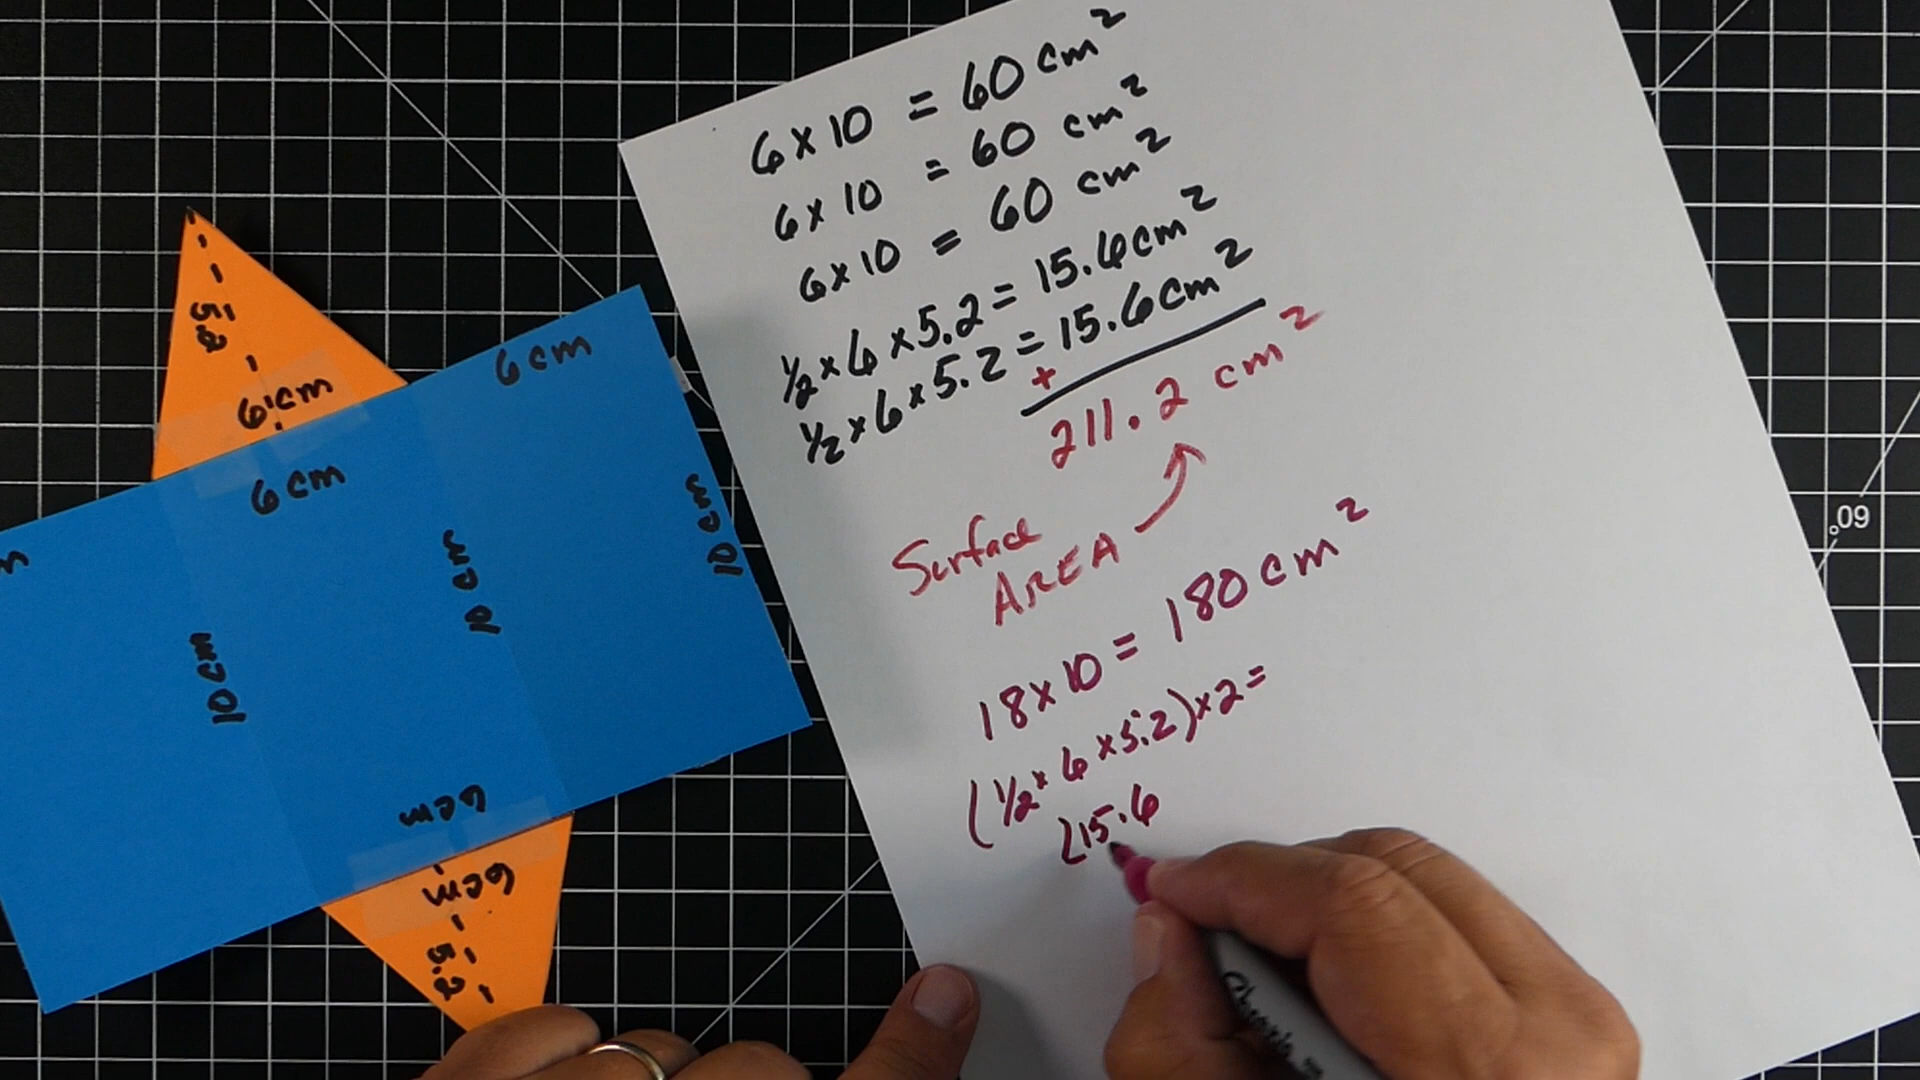 6 x 10 = 60 cm²
6 x 10 = 60 cm²
6 x 10 = 60 cm²
½ x 6 x 5.2 = 15.6 cm²
½ x 6 x 5.2 = 15.6 cm²
+
211.2 cm²
Surface
AREA
18 x 10 = 180 cm²
(½ x 6 x 5.2) x 2 =
(15.6
5.2
6 cm
6 cm
6 cm
m
10 cm
10 cm
10 cm
6 cm
6 cm
5.2
60°